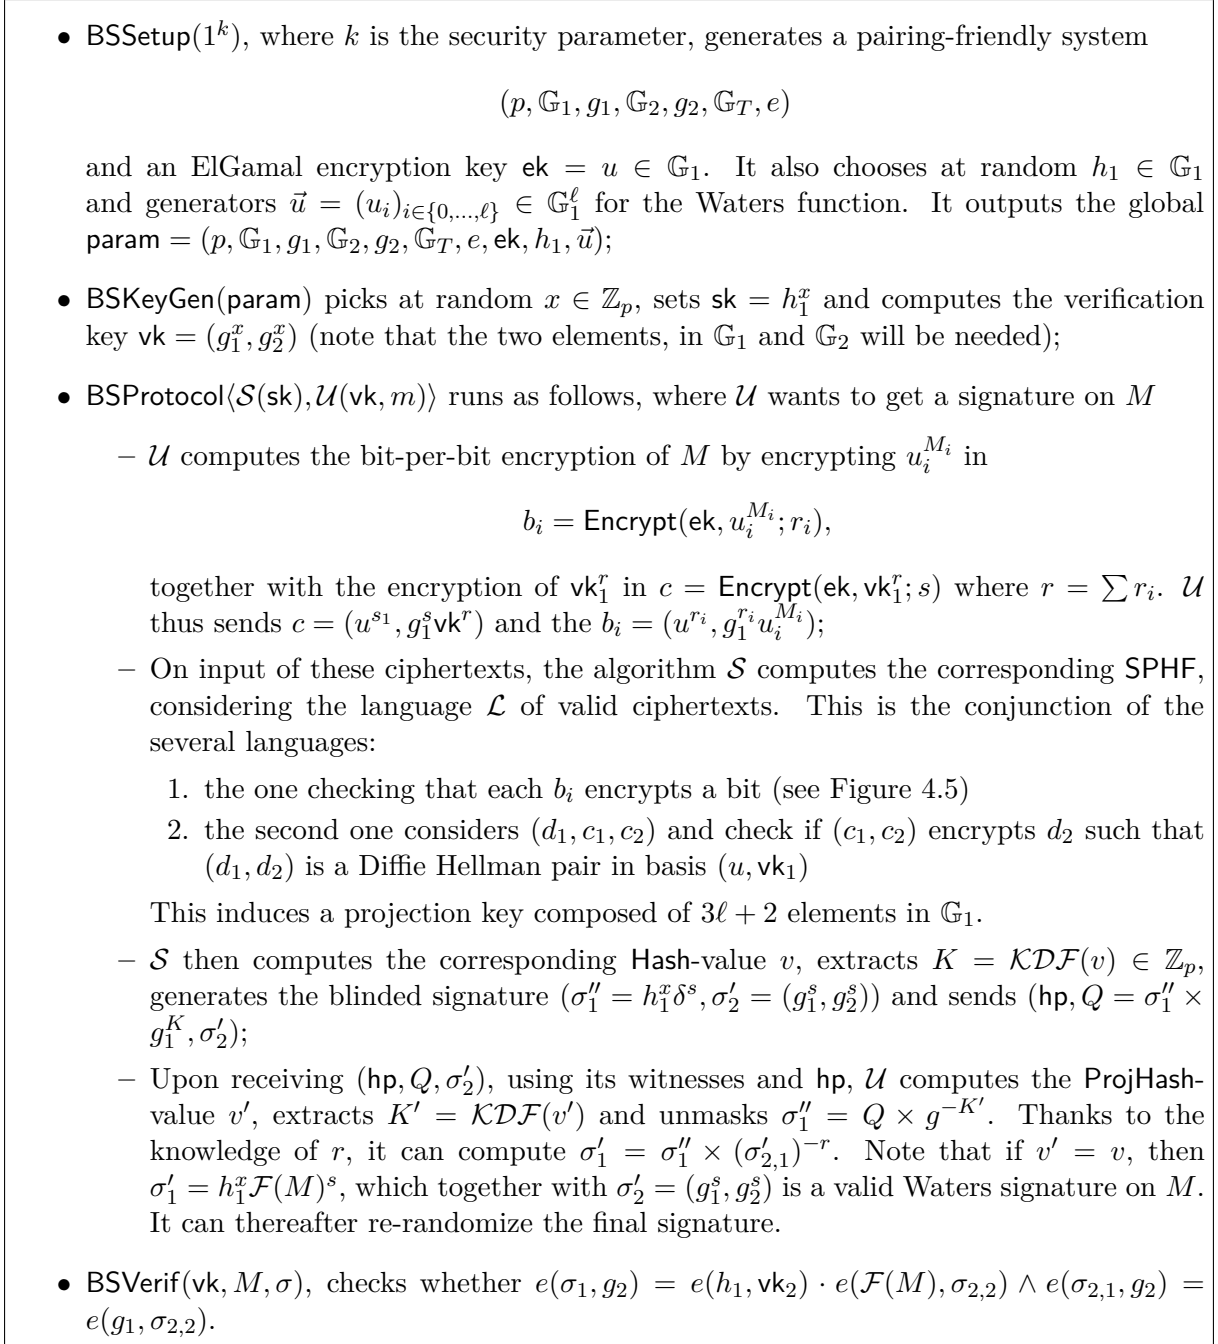 • BSSetup(1^k), where k is the security parameter, generates a pairing-friendly system
(p, 𝔾_1, g_1, 𝔾_2, g_2, 𝔾_T, e)
and an ElGamal encryption key ek = u ∈ 𝔾_1. It also chooses at random h_1 ∈ 𝔾_1
and generators \vec{u} = (u_i)_{i∈{0,...,ℓ}} ∈ 𝔾_1^ℓ for the Waters function. It outputs the global
param = (p, 𝔾_1, g_1, 𝔾_2, g_2, 𝔾_T, e, ek, h_1, \vec{u});
• BSKeyGen(param) picks at random x ∈ ℤ_p, sets sk = h_1^x and computes the verification
key vk = (g_1^x, g_2^x) (note that the two elements, in 𝔾_1 and 𝔾_2 will be needed);
• BSProtocol⟨𝒮(sk), 𝒰(vk, m)⟩ runs as follows, where 𝒰 wants to get a signature on M
– 𝒰 computes the bit-per-bit encryption of M by encrypting u_i^{M_i} in
b_i = Encrypt(ek, u_i^{M_i}; r_i),
together with the encryption of vk_1^r in c = Encrypt(ek, vk_1^r; s) where r = ∑ r_i. 𝒰
thus sends c = (u^{s_1}, g_1^s vk^r) and the b_i = (u^{r_i}, g_1^{r_i} u_i^{M_i});
– On input of these ciphertexts, the algorithm 𝒮 computes the corresponding SPHF,
considering the language ℒ of valid ciphertexts. This is the conjunction of the
several languages:
1. the one checking that each b_i encrypts a bit (see Figure 4.5)
2. the second one considers (d_1, c_1, c_2) and check if (c_1, c_2) encrypts d_2 such that
(d_1, d_2) is a Diffie Hellman pair in basis (u, vk_1)
This induces a projection key composed of 3ℓ + 2 elements in 𝔾_1.
– 𝒮 then computes the corresponding Hash-value v, extracts K = 𝒦𝒟ℱ(v) ∈ ℤ_p,
generates the blinded signature (σ_1'' = h_1^x δ^s, σ_2' = (g_1^s, g_2^s)) and sends (hp, Q = σ_1'' ×
g_1^K, σ_2');
– Upon receiving (hp, Q, σ_2'), using its witnesses and hp, 𝒰 computes the ProjHash-
value v', extracts K' = 𝒦𝒟ℱ(v') and unmasks σ_1'' = Q × g^{−K'}. Thanks to the
knowledge of r, it can compute σ_1' = σ_1'' × (σ_{2,1}')^{−r}. Note that if v' = v, then
σ_1' = h_1^x ℱ(M)^s, which together with σ_2' = (g_1^s, g_2^s) is a valid Waters signature on M.
It can thereafter re-randomize the final signature.
• BSVerif(vk, M, σ), checks whether e(σ_1, g_2) = e(h_1, vk_2) · e(ℱ(M), σ_{2,2}) ∧ e(σ_{2,1}, g_2) =
e(g_1, σ_{2,2}).